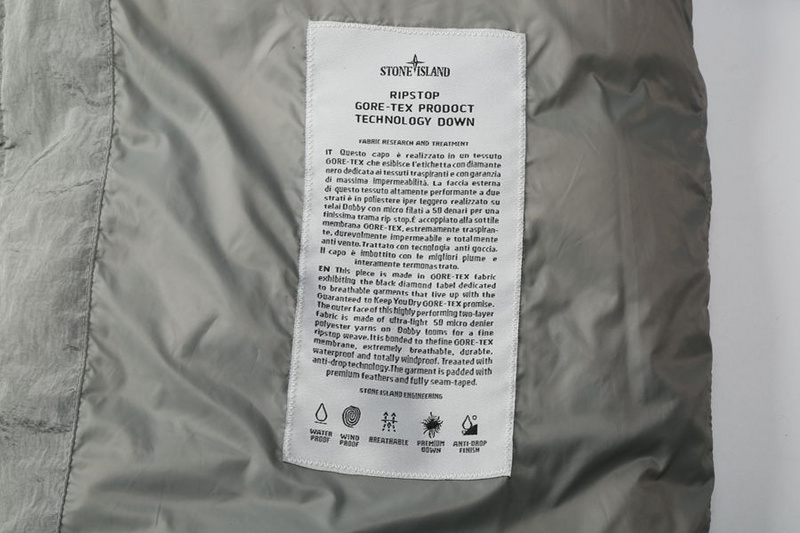 STONE ISLAND
RIPSTOP
GORE-TEX PRODUCT
TECHNOLOGY DOWN
FABRIC RESEARCH AND TREATMENT
IT Questo capo è realizzato in un tessuto
GORE-TEX che esibisce l'etichetta con diamante
nero dedicata ai tessuti traspiranti e con garanzia
di massima impermeabilità. La faccia esterna
di questo tessuto altamente performante a due
strati è in poliestere iper leggero realizzato su
telai Dobby con micro filati a 50 denari per una
finissima trama rip stop.È accoppiato alla sottile
membrana GORE-TEX, estremamente traspiran-
te, durevolmente impermeabile e totalmente
anti vento.Trattato con tecnologia anti goccia.
Il capo è imbottito con le migliori piume e
interamente termonastrato.
EN This piece is made in GORE-TEX fabric
exhibiting the black diamond label dedicated
to breathable garments that live up with the
Guaranteed to Keep You Dry GORE-TEX promise.
The outer face of this highly performing two-layer
fabric is made of ultra-light 50 micro denier
polyester yarns on Dobby looms for a fine
ripstop weave.It is bonded to thefine GORE-TEX
membrane, extremely breathable, durable,
waterproof and totally windproof. Treaated with
anti-drop technology.The garment is padded with
premium feathers and fully seam-taped.
STONE ISLAND ENGINEERING
WATER PROOF
WIND PROOF
BREATHABLE
PREMIUM DOWN
ANTI-DROP FINISH